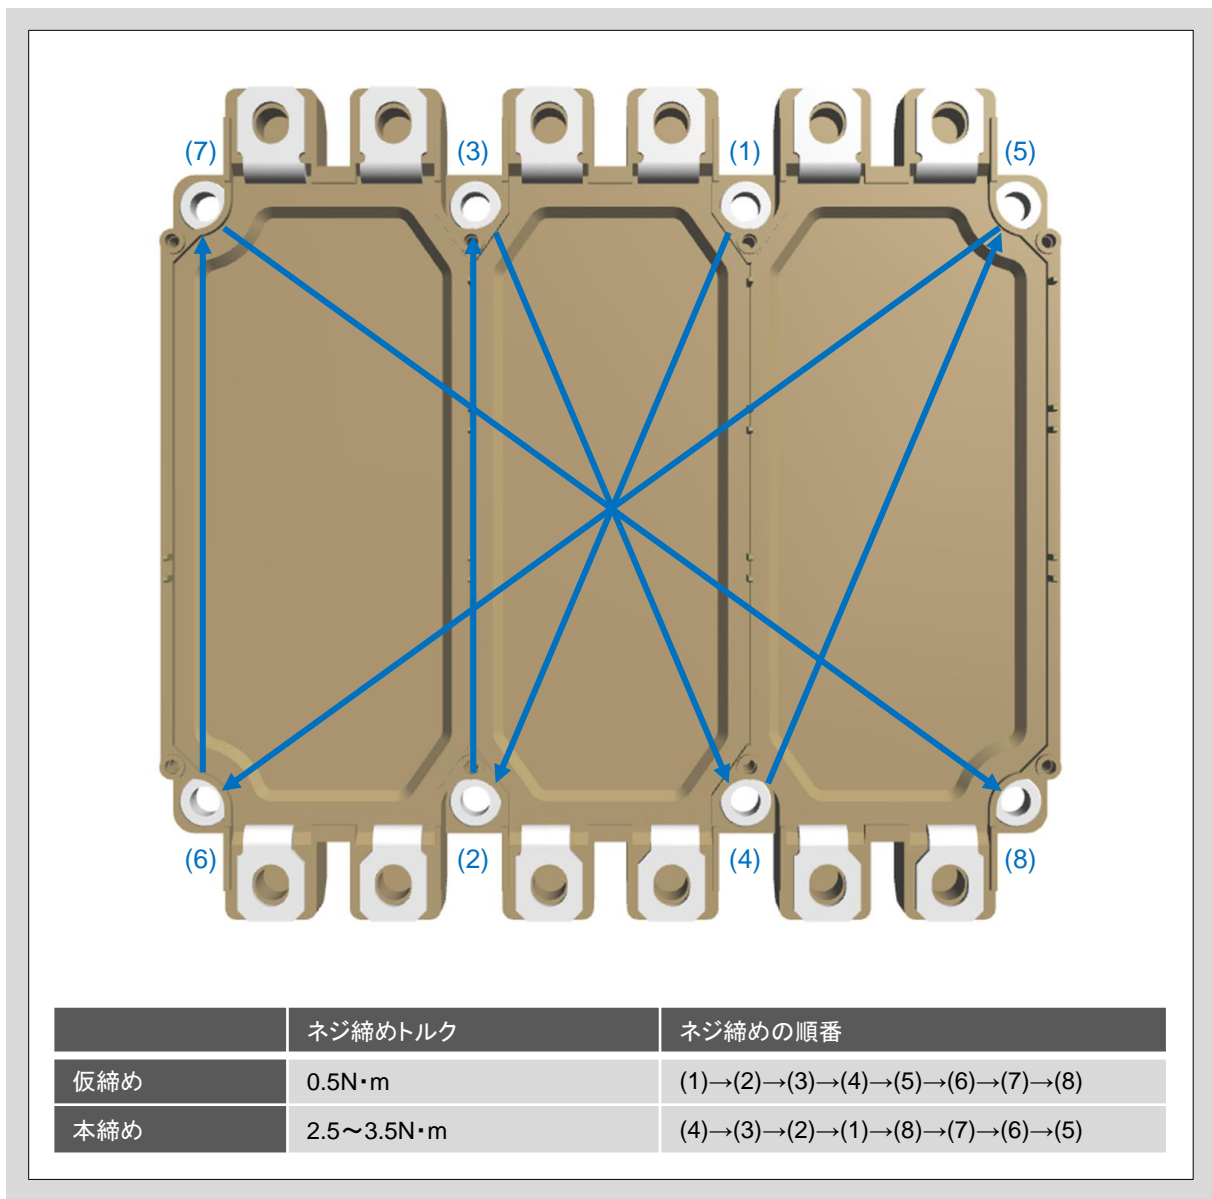 (7) (3) (1) (5)
(6) (2) (4) (8)
ネジ締めトルク ネジ締めの順番
仮締め 0.5N・m (1)→(2)→(3)→(4)→(5)→(6)→(7)→(8)
本締め 2.5～3.5N・m (4)→(3)→(2)→(1)→(8)→(7)→(6)→(5)